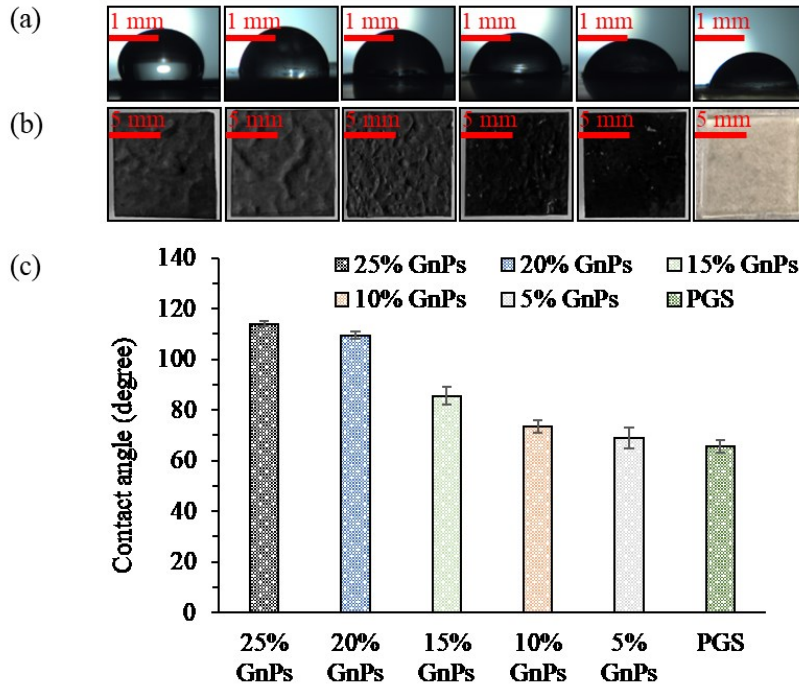 (a)
1 mm 1 mm 1 mm 1 mm 1 mm 1 mm
(b)
5 mm 5 mm 5 mm 5 mm 5 mm 5 mm
(c)
Contact angle (degree)
140
120
100
80
60
40
20
0
25% GnPs 20% GnPs 15% GnPs
10% GnPs 5% GnPs PGS
25% 20% 15% 10% 5% PGS
GnPs GnPs GnPs GnPs GnPs